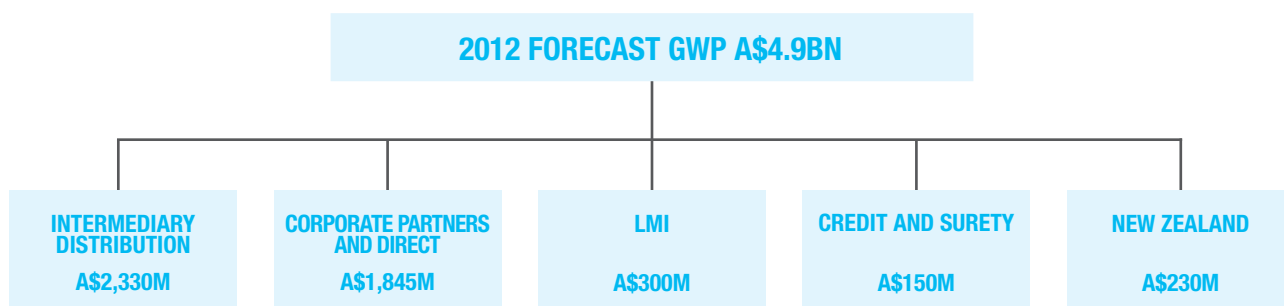 2012 FORECAST GWP A$4.9BN
INTERMEDIARY
DISTRIBUTION
A$2,330M
CORPORATE PARTNERS
AND DIRECT
A$1,845M
LMI
A$300M
CREDIT AND SURETY
A$150M
NEW ZEALAND
A$230M